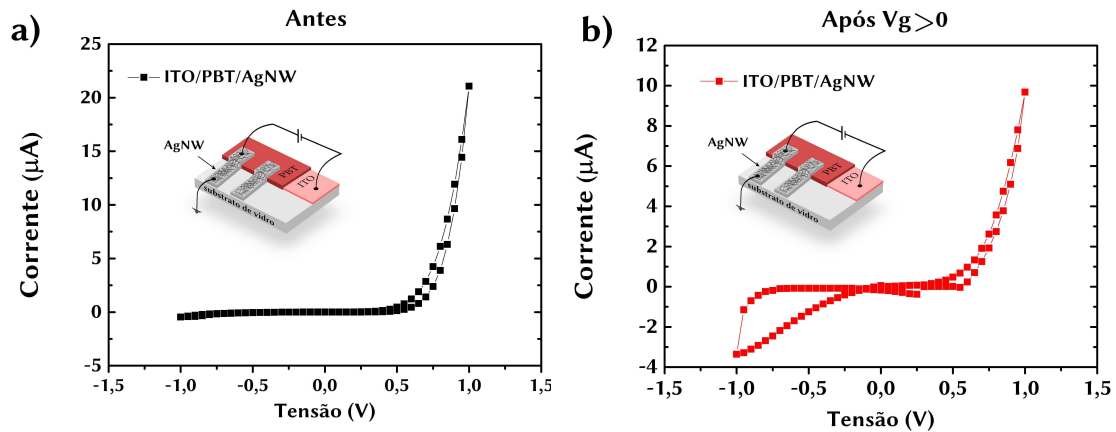 a)
Antes
25
20
15
10
5
0
-5
Corrente (µA)
ITO/PBT/AgNW
AgNW
PBT
ITO
substrato de vidro
-1,5 -1,0 -0,5 0,0 0,5 1,0 1,5
Tensão (V)
b)
Após Vg>0
12
10
8
6
4
2
0
-2
-4
Corrente (µA)
ITO/PBT/AgNW
AgNW
PBT
ITO
substrato de vidro
-1,5 -1,0 -0,5 0,0 0,5 1,0 1,5
Tensão (V)